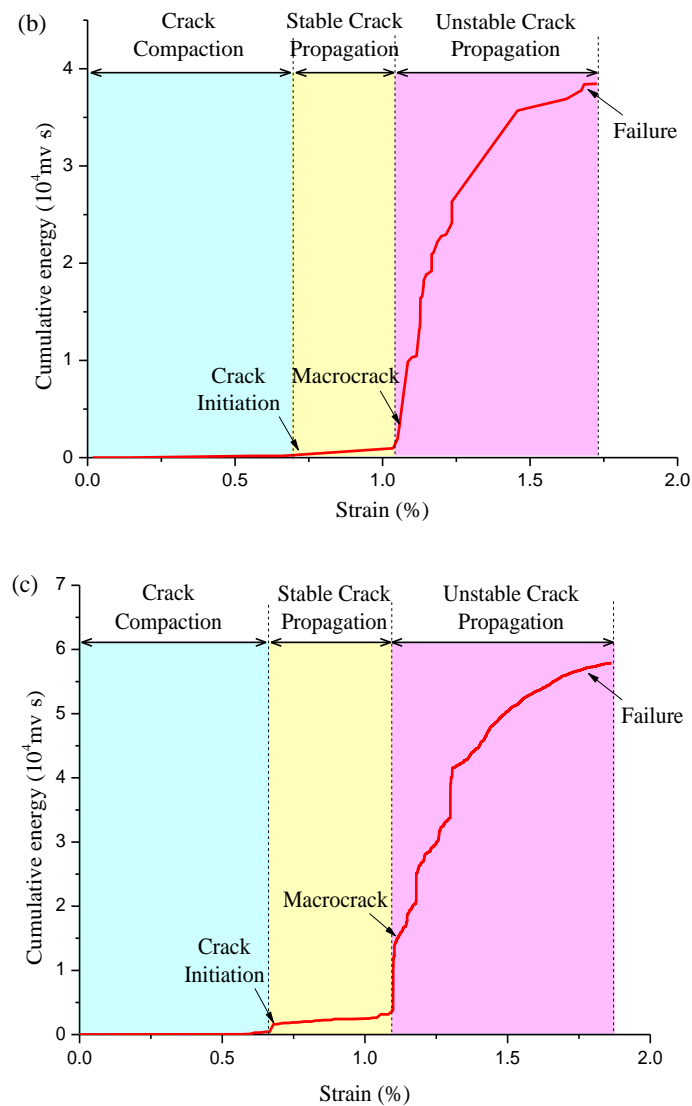 (b)
Crack
Compaction
Stable Crack
Propagation
Unstable Crack
Propagation
4
3
2
1
0
Cumulative energy (10⁴mv s)
Failure
Crack
Initiation
Macrocrack
0.0 0.5 1.0 1.5 2.0
Strain (%)
(c)
Crack
Compaction
Stable Crack
Propagation
Unstable Crack
Propagation
7
6
5
4
3
2
1
0
Cumulative energy (10⁴mv s)
Failure
Macrocrack
Crack
Initiation
0.0 0.5 1.0 1.5 2.0
Strain (%)